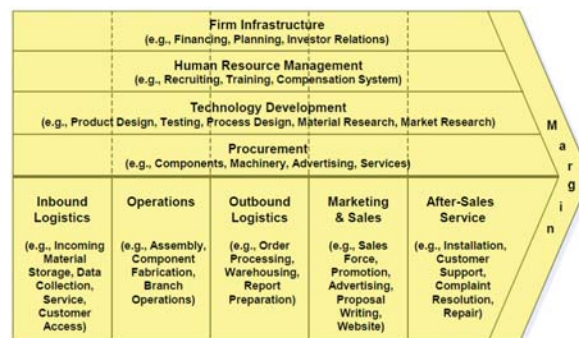 Firm Infrastructure
(e.g., Financing, Planning, Investor Relations)
Human Resource Management
(e.g., Recruiting, Training, Compensation System)
Technology Development
(e.g., Product Design, Testing, Process Design, Material Research, Market Research)
Procurement
(e.g., Components, Machinery, Advertising, Services)
Margin
Inbound
Logistics
(e.g., Incoming
Material
Storage, Data
Collection,
Service,
Customer
Access)
Operations
(e.g., Assembly,
Component
Fabrication,
Branch
Operations)
Outbound
Logistics
(e.g., Order
Processing,
Warehousing,
Report
Preparation)
Marketing
& Sales
(e.g., Sales
Force,
Promotion,
Advertising,
Proposal
Writing,
Website)
After-Sales
Service
(e.g., Installation,
Customer
Support,
Complaint
Resolution,
Repair)